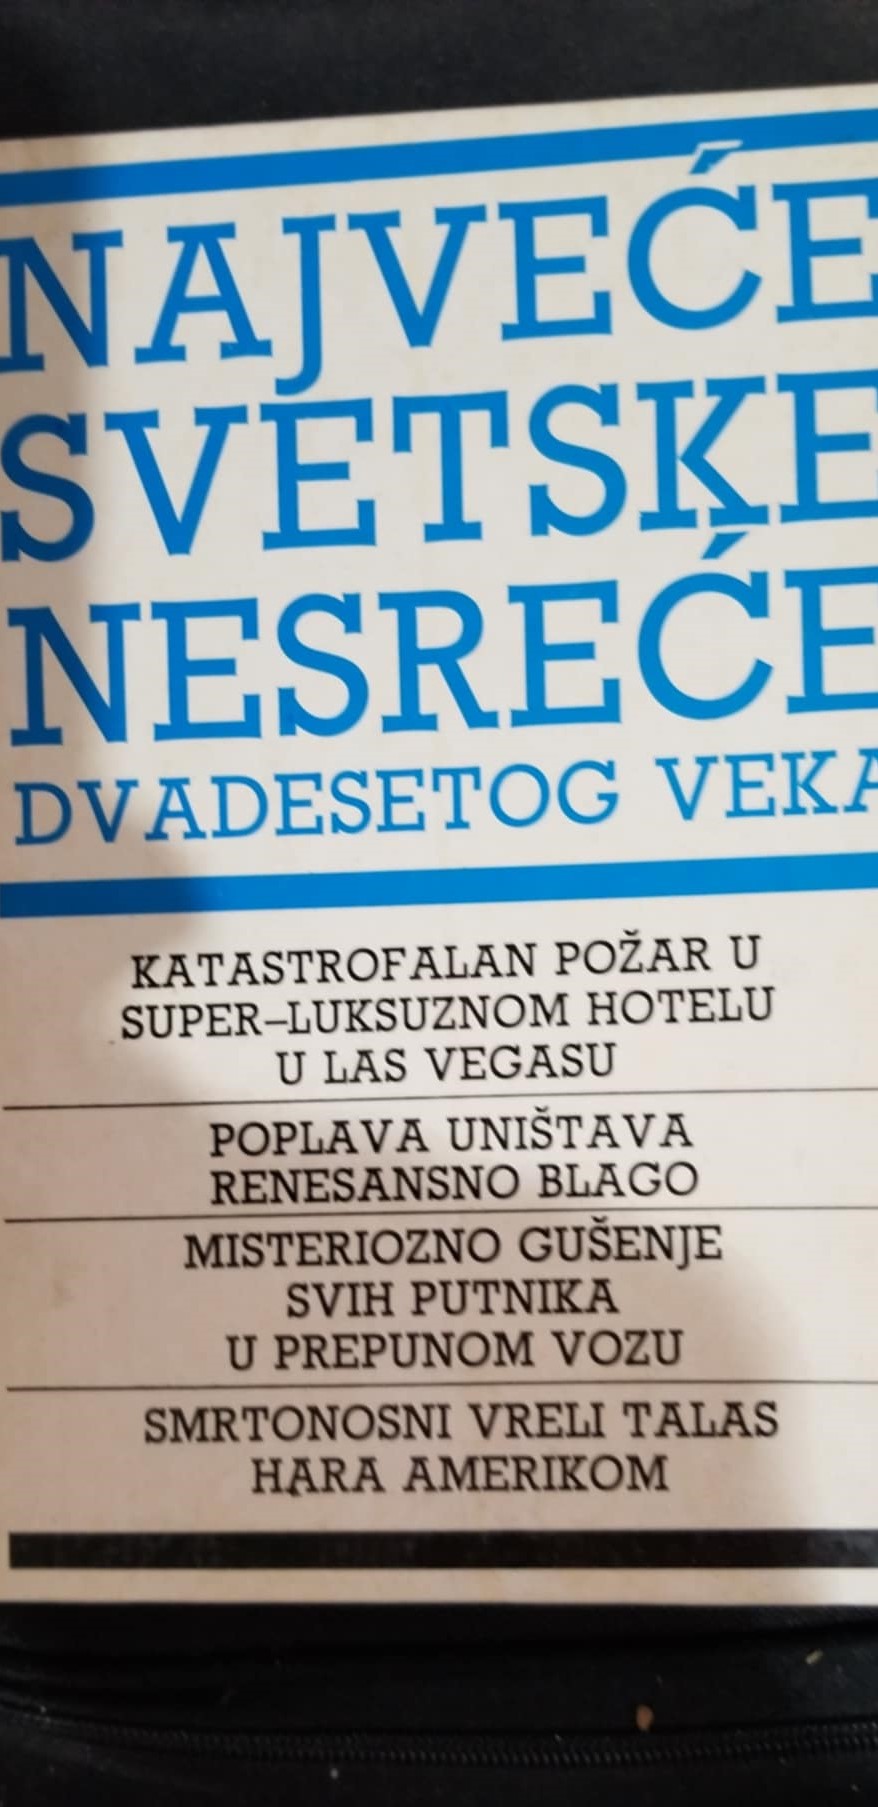 NAJVEĆE
SVETSKE
NESREĆE
DVADESETOG VEKA
KATASTROFALAN POŽAR U
SUPER–LUKSUZNOM HOTELU
U LAS VEGASU
POPLAVA UNIŠTAVA
RENESANSNO BLAGO
MISTERIOZNO GUŠENJE
SVIH PUTNIKA
U PREPUNOM VOZU
SMRTONOSNI VRELI TALAS
HARA AMERIKOM